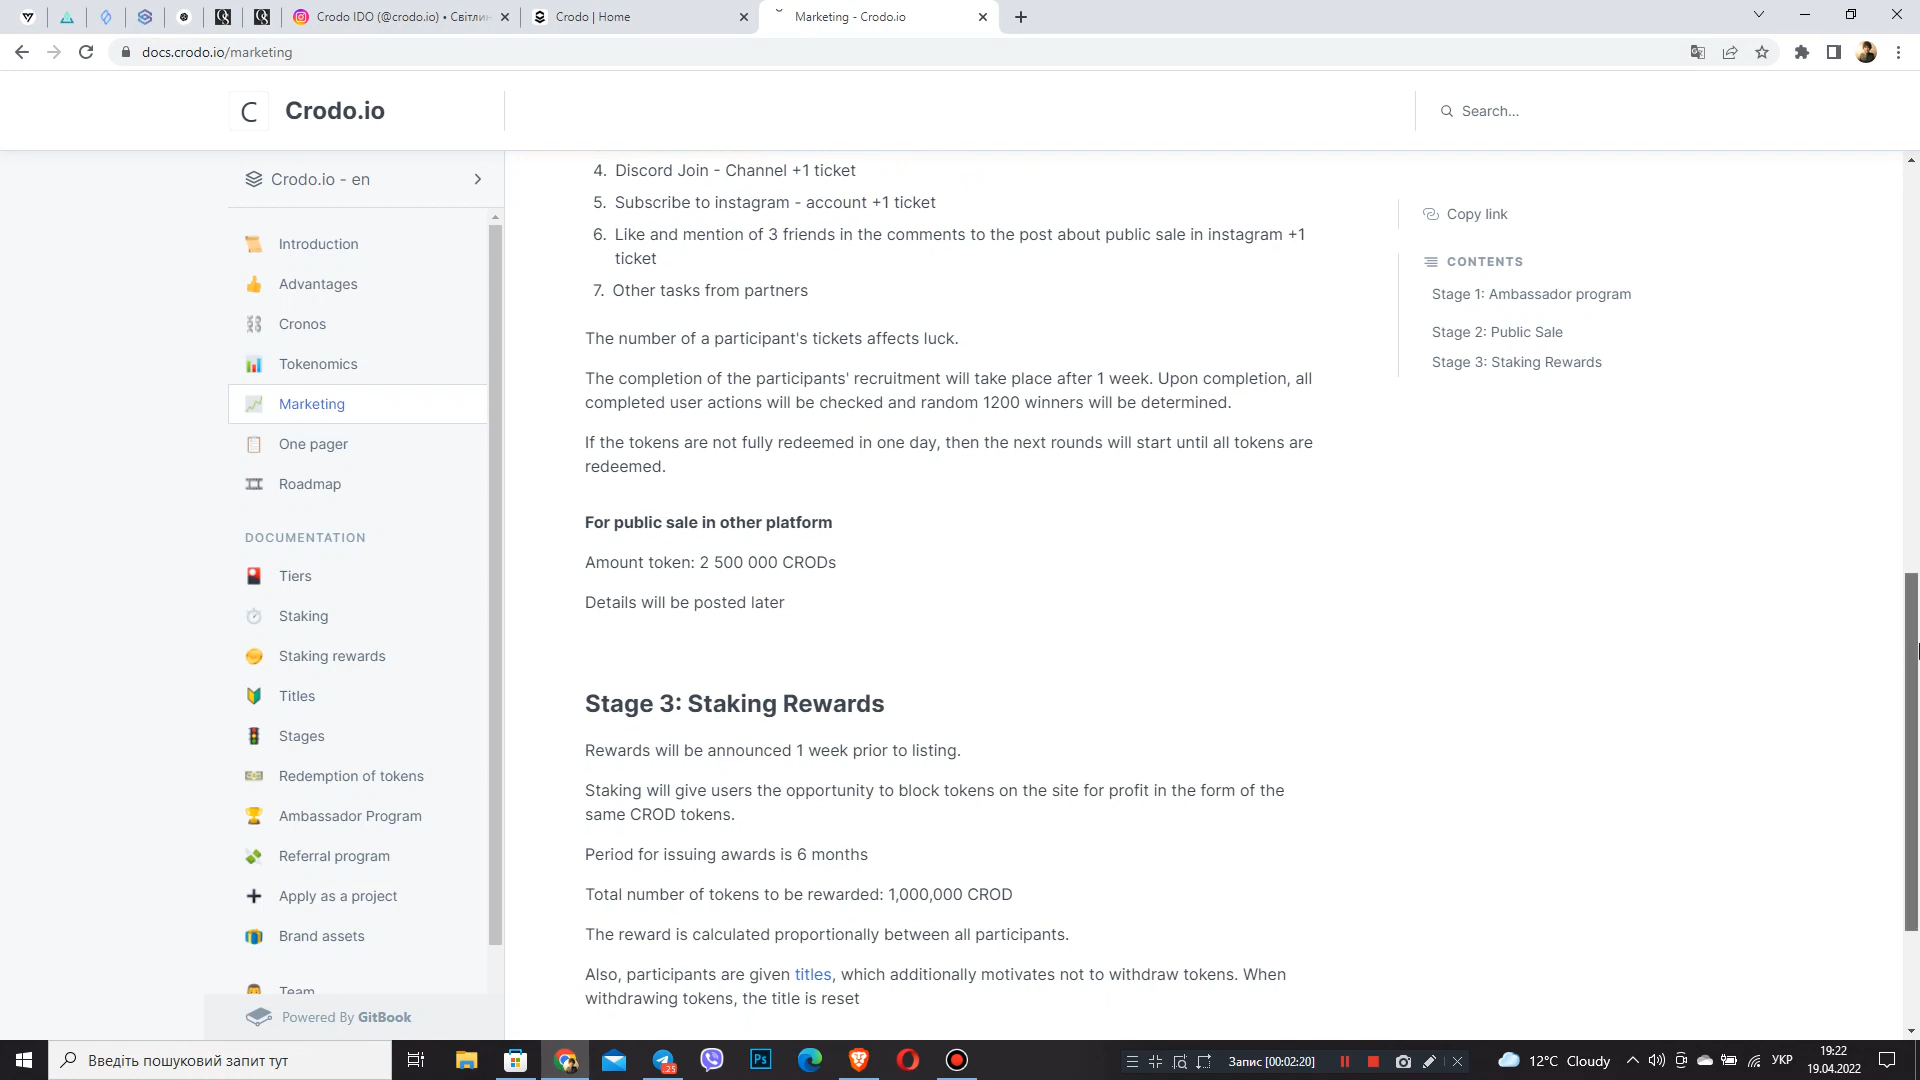 Crodo IDO (@crodo.io) • Світлин
Crodo | Home
Marketing - Crodo.io
docs.crodo.io/marketing
C
Crodo.io
Search...
Crodo.io - en
Introduction
Advantages
Cronos
Tokenomics
Marketing
One pager
Roadmap
DOCUMENTATION
Tiers
Staking
Staking rewards
Titles
Stages
Redemption of tokens
Ambassador Program
Referral program
Apply as a project
Brand assets
Team
Powered By GitBook
4. Discord Join - Channel +1 ticket
5. Subscribe to instagram - account +1 ticket
6. Like and mention of 3 friends in the comments to the post about public sale in instagram +1
ticket
7. Other tasks from partners
The number of a participant's tickets affects luck.
The completion of the participants' recruitment will take place after 1 week. Upon completion, all
completed user actions will be checked and random 1200 winners will be determined.
If the tokens are not fully redeemed in one day, then the next rounds will start until all tokens are
redeemed.
For public sale in other platform
Amount token: 2 500 000 CRODs
Details will be posted later
Stage 3: Staking Rewards
Rewards will be announced 1 week prior to listing.
Staking will give users the opportunity to block tokens on the site for profit in the form of the
same CROD tokens.
Period for issuing awards is 6 months
Total number of tokens to be rewarded: 1,000,000 CROD
The reward is calculated proportionally between all participants.
Also, participants are given titles, which additionally motivates not to withdraw tokens. When
withdrawing tokens, the title is reset
Copy link
CONTENTS
Stage 1: Ambassador program
Stage 2: Public Sale
Stage 3: Staking Rewards
Введіть пошуковий запит тут
25
Ps
Запис [00:02:20]
12°C Cloudy
УКР
19:22
19.04.2022